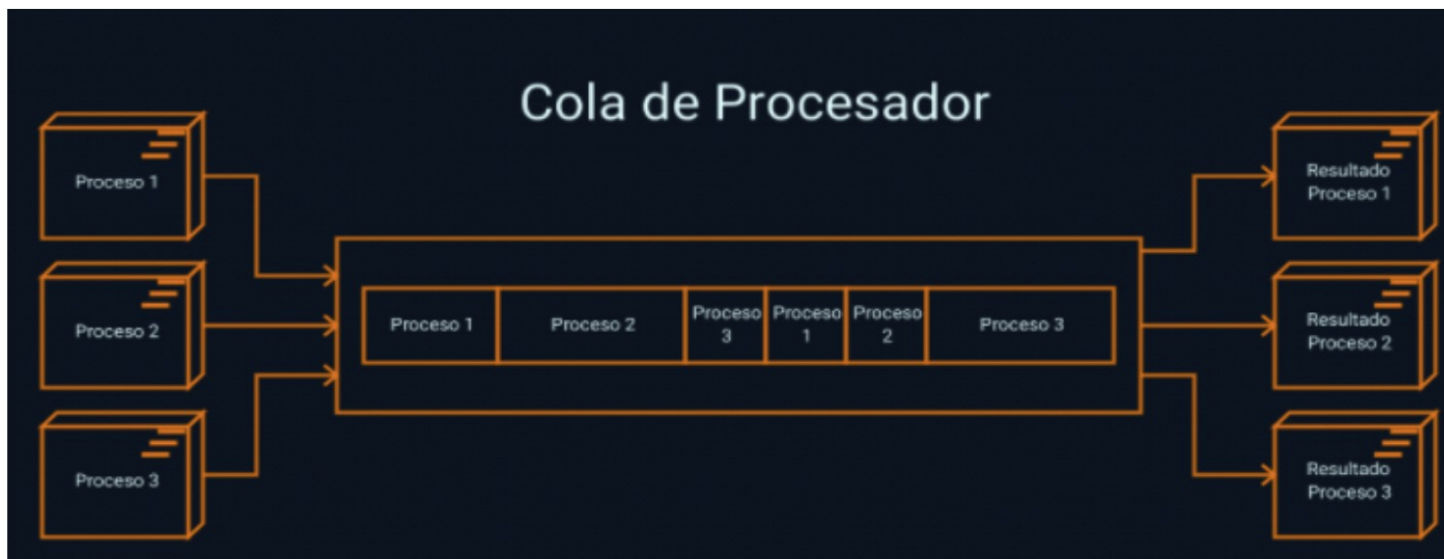 Cola de Procesador
Proceso 1
Proceso 2
Proceso 3
Proceso 1
Proceso 2
Proceso
3
Proceso
1
Proceso
2
Proceso 3
Resultado
Proceso 1
Resultado
Proceso 2
Resultado
Proceso 3